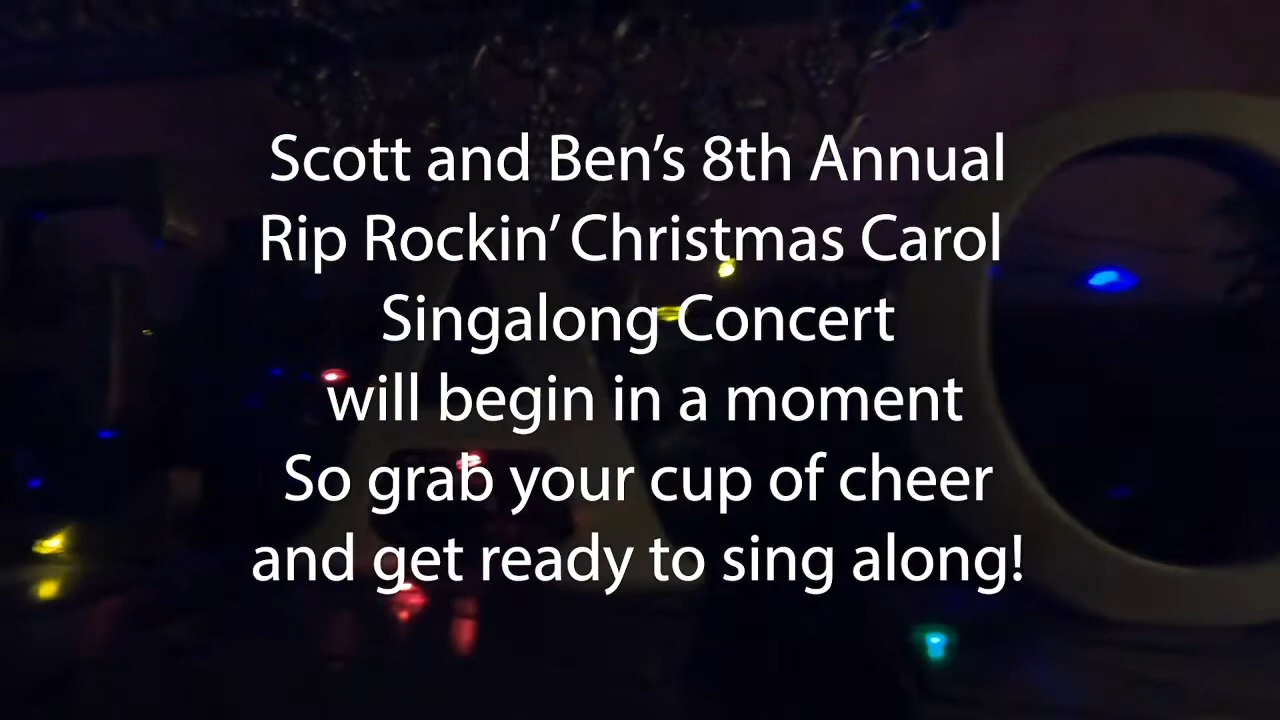 Scott and Ben’s 8th Annual
Rip Rockin’ Christmas Carol
Singalong Concert
will begin in a moment
So grab your cup of cheer
and get ready to sing along!